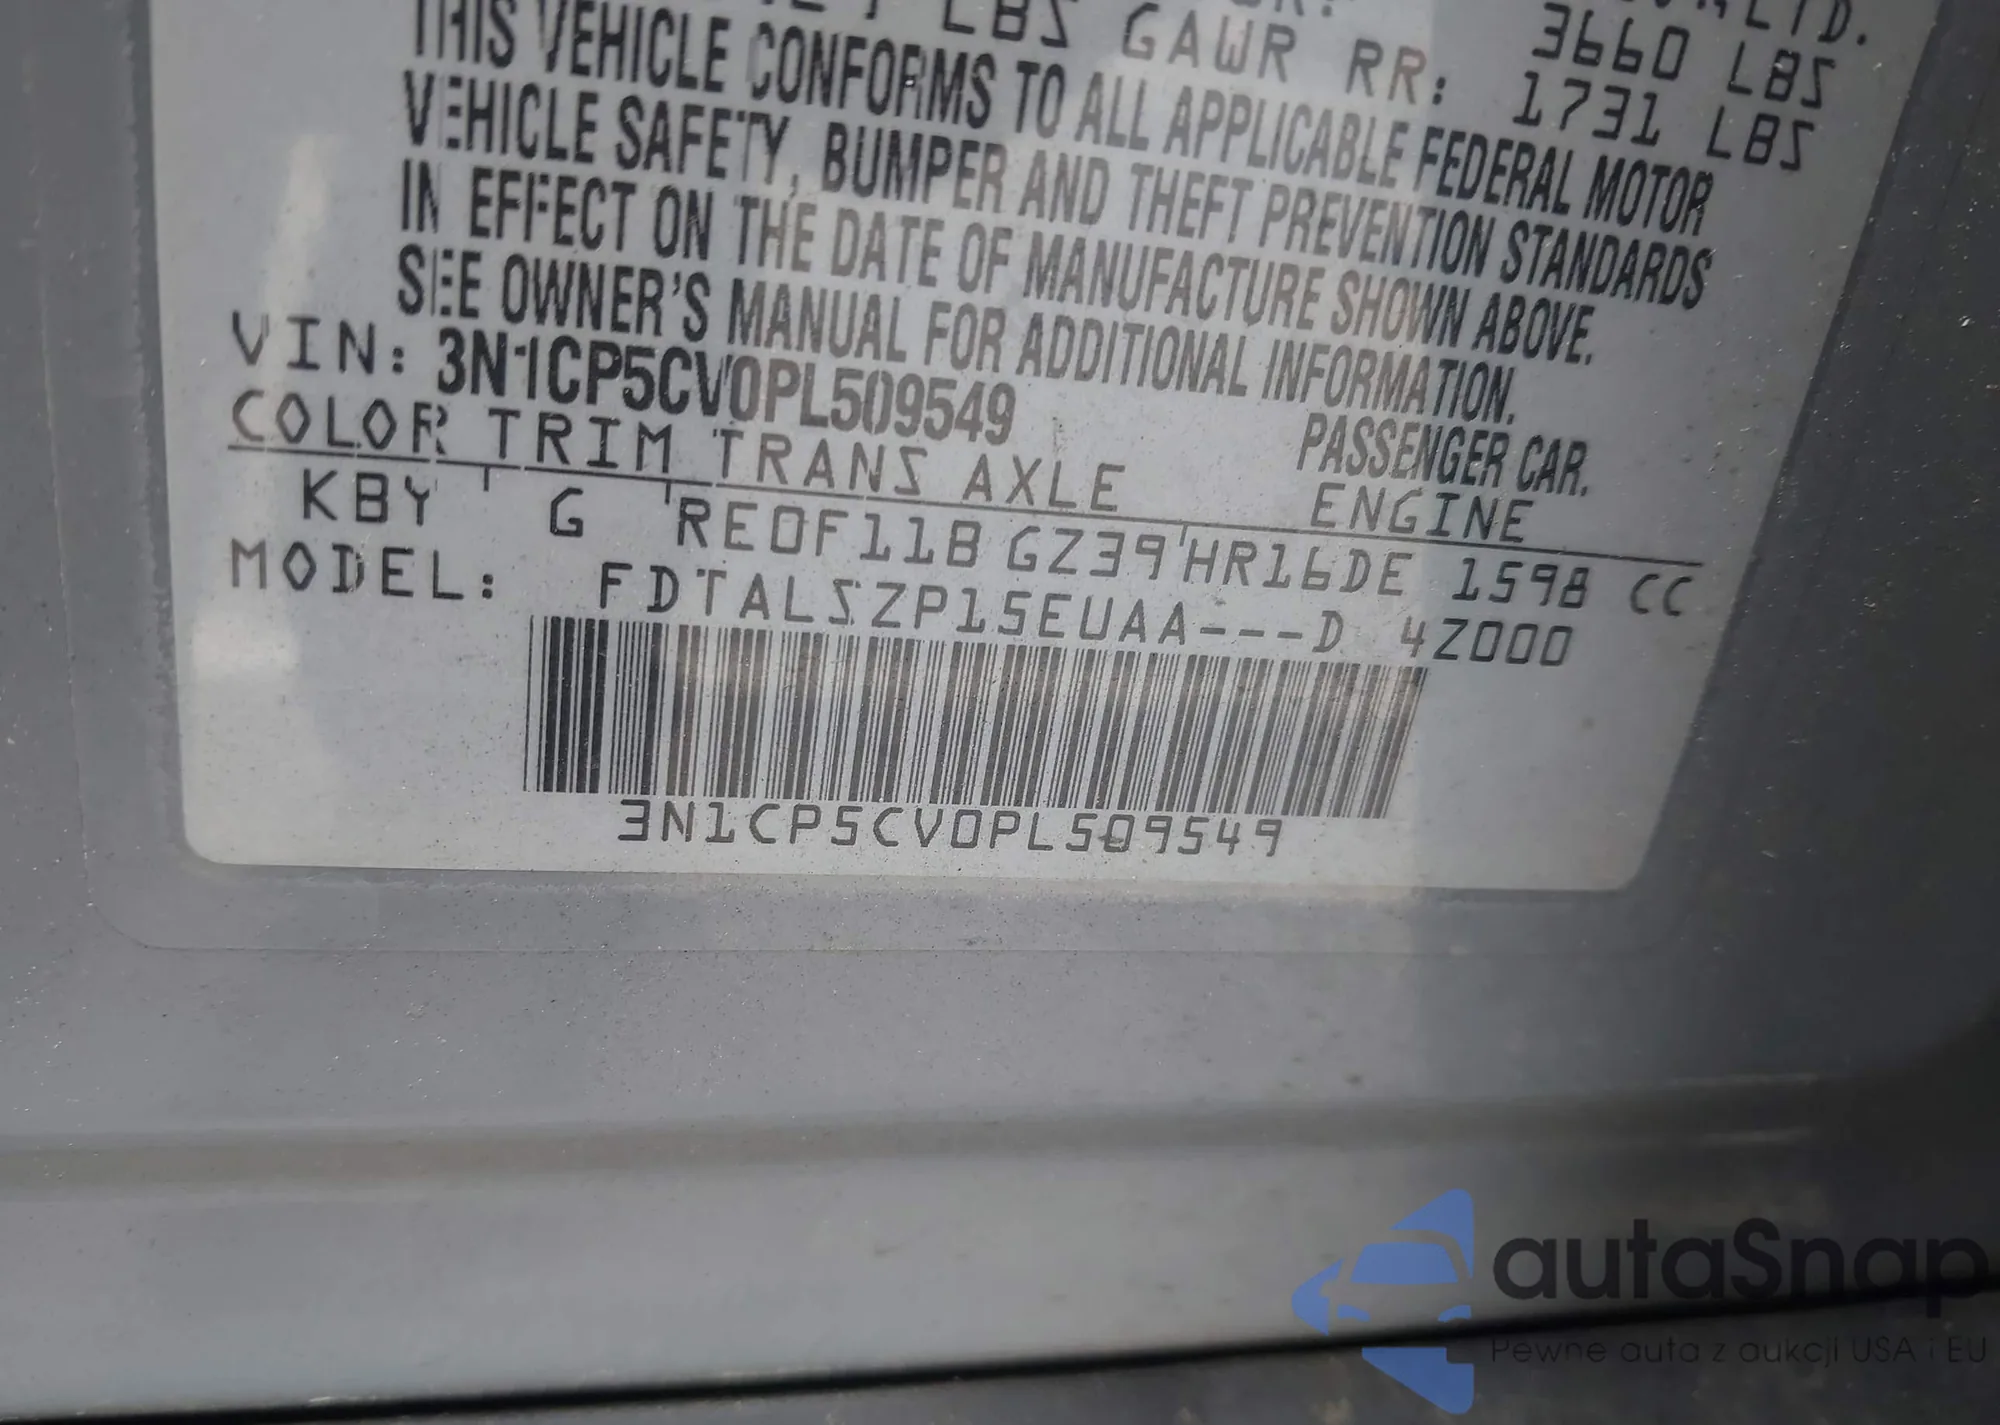 LTD.
3660 LBS
LBS GAWR RR: 1731 LBS
THIS VEHICLE CONFORMS TO ALL APPLICABLE FEDERAL MOTOR
VEHICLE SAFETY, BUMPER AND THEFT PREVENTION STANDARDS
IN EFFECT ON THE DATE OF MANUFACTURE SHOWN ABOVE.
SEE OWNER'S MANUAL FOR ADDITIONAL INFORMATION.
VIN: 3N1CP5CV0PL509549 PASSENGER CAR.
COLOR TRIM TRANS AXLE ENGINE
KBY G RE0F11B GZ39 HR16DE 1598 CC
MODEL: FDTALSZP15EUAA---D 4Z000
3N1CP5CV0PL509549
autaSnap
Pewne auta z aukcji USA i EU